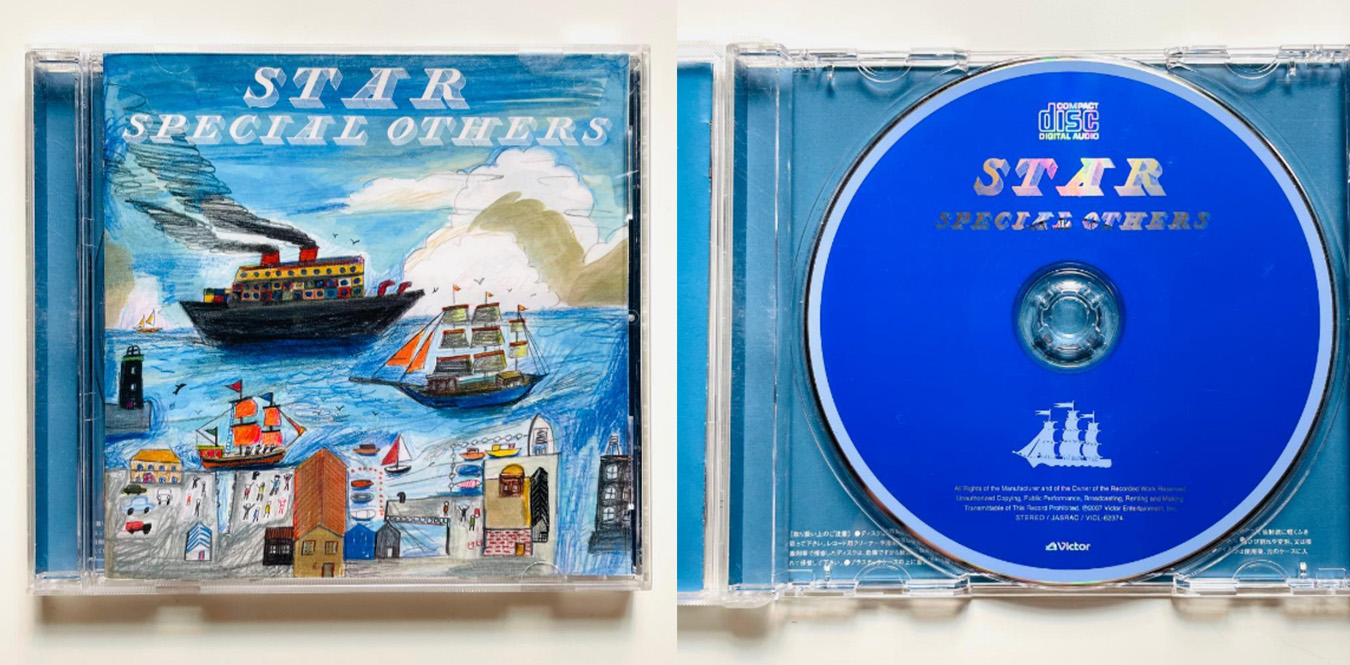 STAR
SPECIAL OTHERS
COMPACT
disc
DIGITAL AUDIO
STAR
SPECIAL OTHERS
All Rights of the Manufacturer and of the Owner of the Recorded Work Reserved
Unauthorized Copying, Public Performance, Broadcasting, Renting and Making
Transmittable of This Record Prohibited. ℗2007 Victor Entertainment, Inc.
STEREO / JASRAC / VICL-62374
Victor